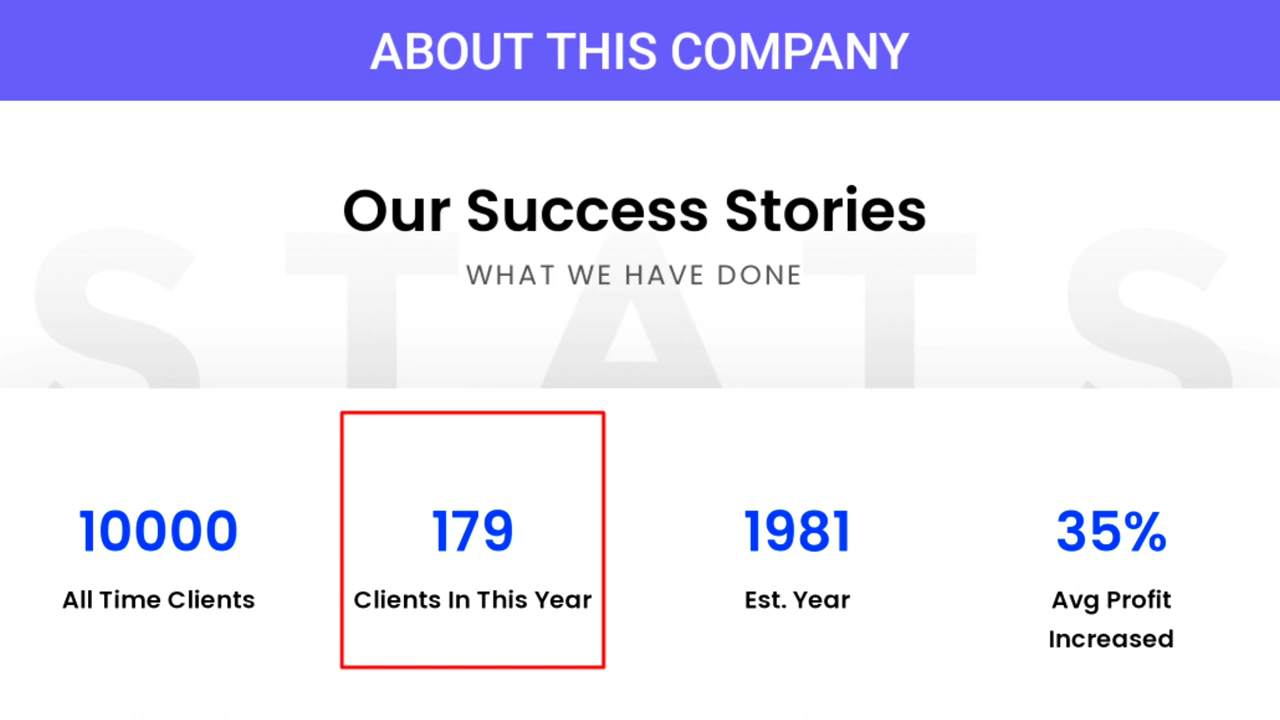 ABOUT THIS COMPANY
Our Success Stories
WHAT WE HAVE DONE
STATS
10000
All Time Clients
179
Clients In This Year
1981
Est. Year
35%
Avg Profit
Increased